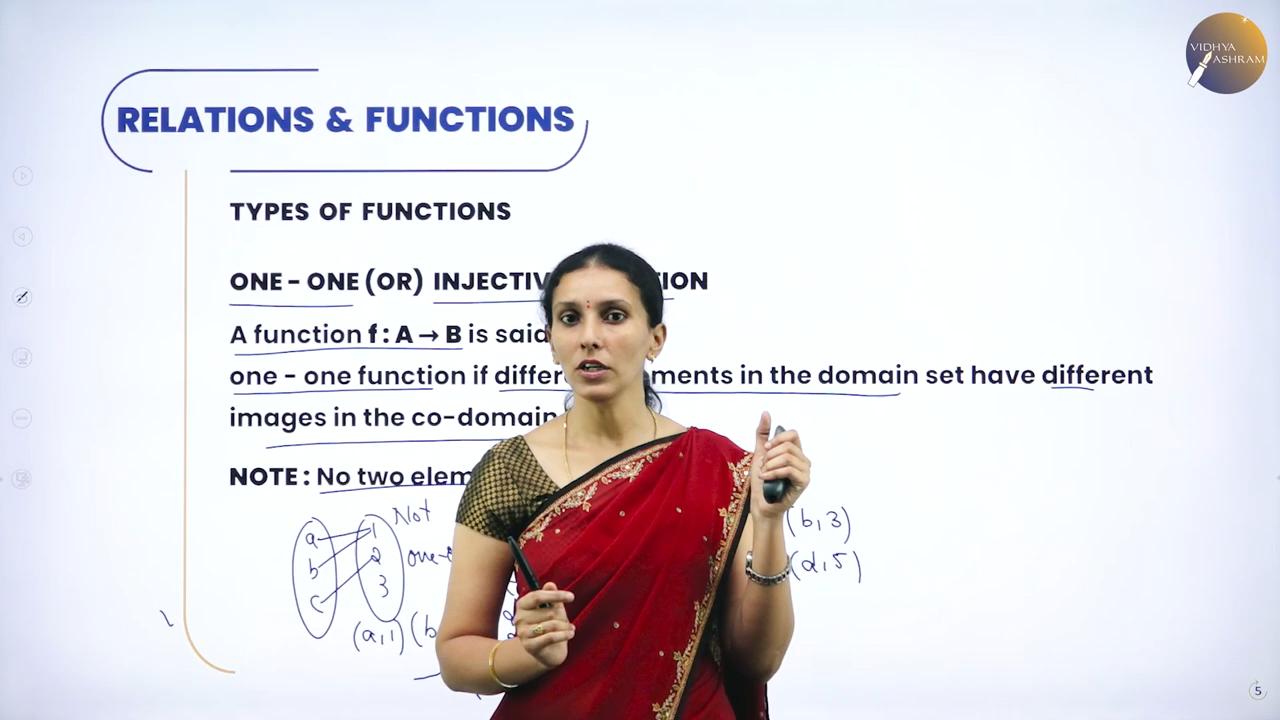 VIDHYA
ASHRAM
RELATIONS & FUNCTIONS
TYPES OF FUNCTIONS
ONE – ONE (OR) INJECTIV ION
A function f : A → B is said
one – one function if differ ments in the domain set have different
images in the co-domain
NOTE : No two elem
a 1 Not
b 2 one-
c 3
(b,3)
(d,5)
(a,1) (b
5